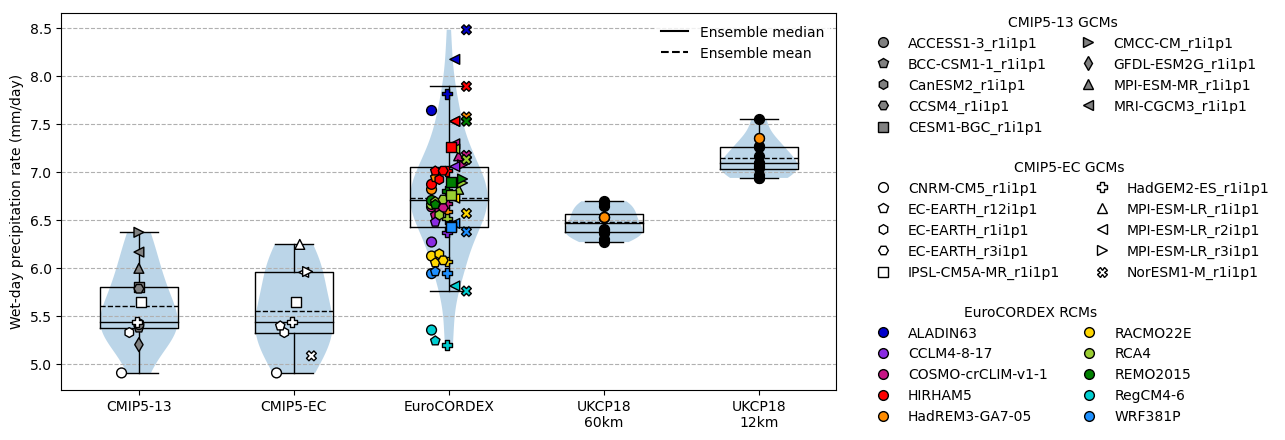 Wet-day precipitation rate (mm/day)
8.5
8.0
7.5
7.0
6.5
6.0
5.5
5.0
Ensemble median
Ensemble mean
CMIP5-13
CMIP5-EC
EuroCORDEX
UKCP18
60km
UKCP18
12km
CMIP5-13 GCMs
ACCESS1-3_r1i1p1
BCC-CSM1-1_r1i1p1
CanESM2_r1i1p1
CCSM4_r1i1p1
CESM1-BGC_r1i1p1
CMCC-CM_r1i1p1
GFDL-ESM2G_r1i1p1
MPI-ESM-MR_r1i1p1
MRI-CGCM3_r1i1p1
CMIP5-EC GCMs
CNRM-CM5_r1i1p1
EC-EARTH_r12i1p1
EC-EARTH_r1i1p1
EC-EARTH_r3i1p1
IPSL-CM5A-MR_r1i1p1
HadGEM2-ES_r1i1p1
MPI-ESM-LR_r1i1p1
MPI-ESM-LR_r2i1p1
MPI-ESM-LR_r3i1p1
NorESM1-M_r1i1p1
EuroCORDEX RCMs
ALADIN63
CCLM4-8-17
COSMO-crCLIM-v1-1
HIRHAM5
HadREM3-GA7-05
RACMO22E
RCA4
REMO2015
RegCM4-6
WRF381P